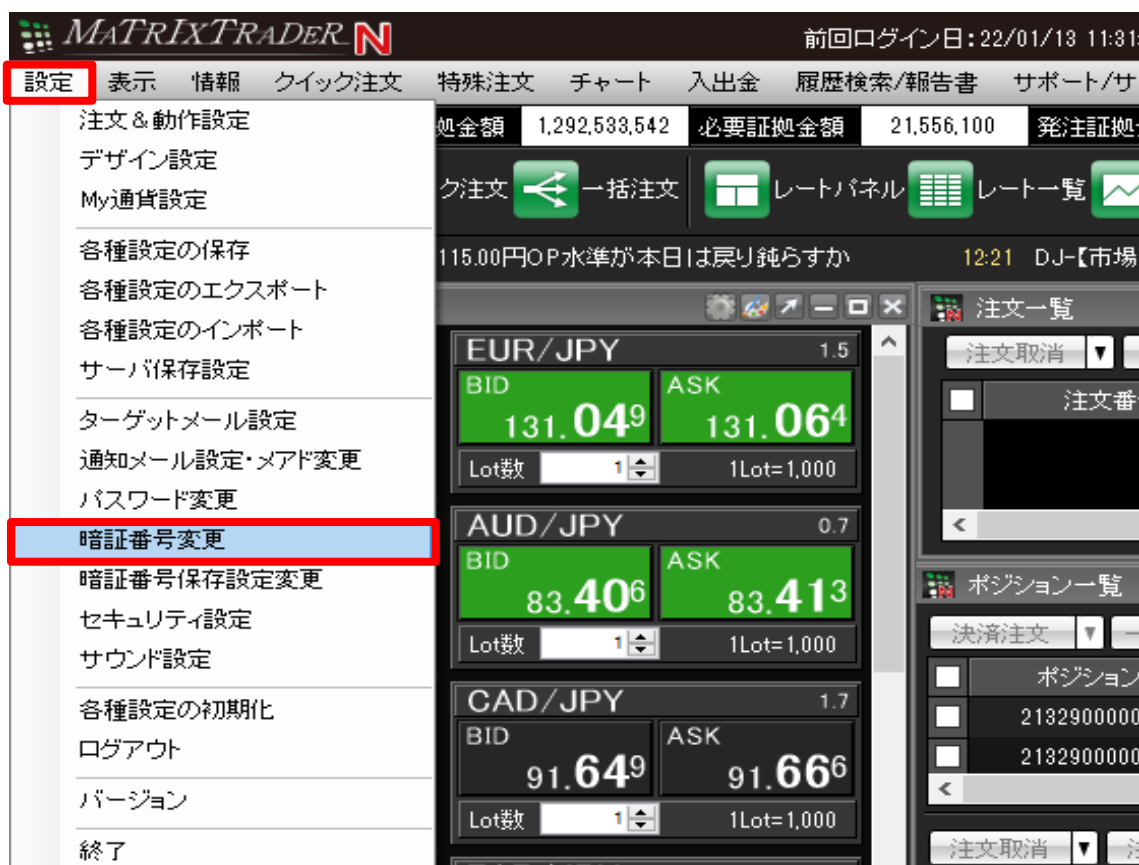 MATRIXTRADER N 前回ログイン日:22/01/13 11:31
設定 表示 情報 クイック注文 特殊注文 チャート 入出金 履歴検索/報告書 サポート/サ
拠金額 1,292,533,542 必要証拠金額 21,556,100 発注証拠
ク注文 一括注文 レートパネル レート一覧
115.00円OP水準が本日は戻り鈍らすか 12:21 DJ-【市場
注文&動作設定
デザイン設定
My通貨設定
各種設定の保存
各種設定のエクスポート
各種設定のインポート
サーバ保存設定
ターゲットメール設定
通知メール設定・メアド変更
パスワード変更
暗証番号変更
暗証番号保存設定変更
セキュリティ設定
サウンド設定
各種設定の初期化
ログアウト
バージョン
終了
EUR/JPY 1.5
BID ASK
131.049 131.064
Lot数 1 1Lot=1,000
AUD/JPY 0.7
BID ASK
83.406 83.413
Lot数 1 1Lot=1,000
CAD/JPY 1.7
BID ASK
91.649 91.666
Lot数 1 1Lot=1,000
注文一覧
注文取消
注文番
ポジション一覧
決済注文
ポジション
2132900000
2132900000
注文取消